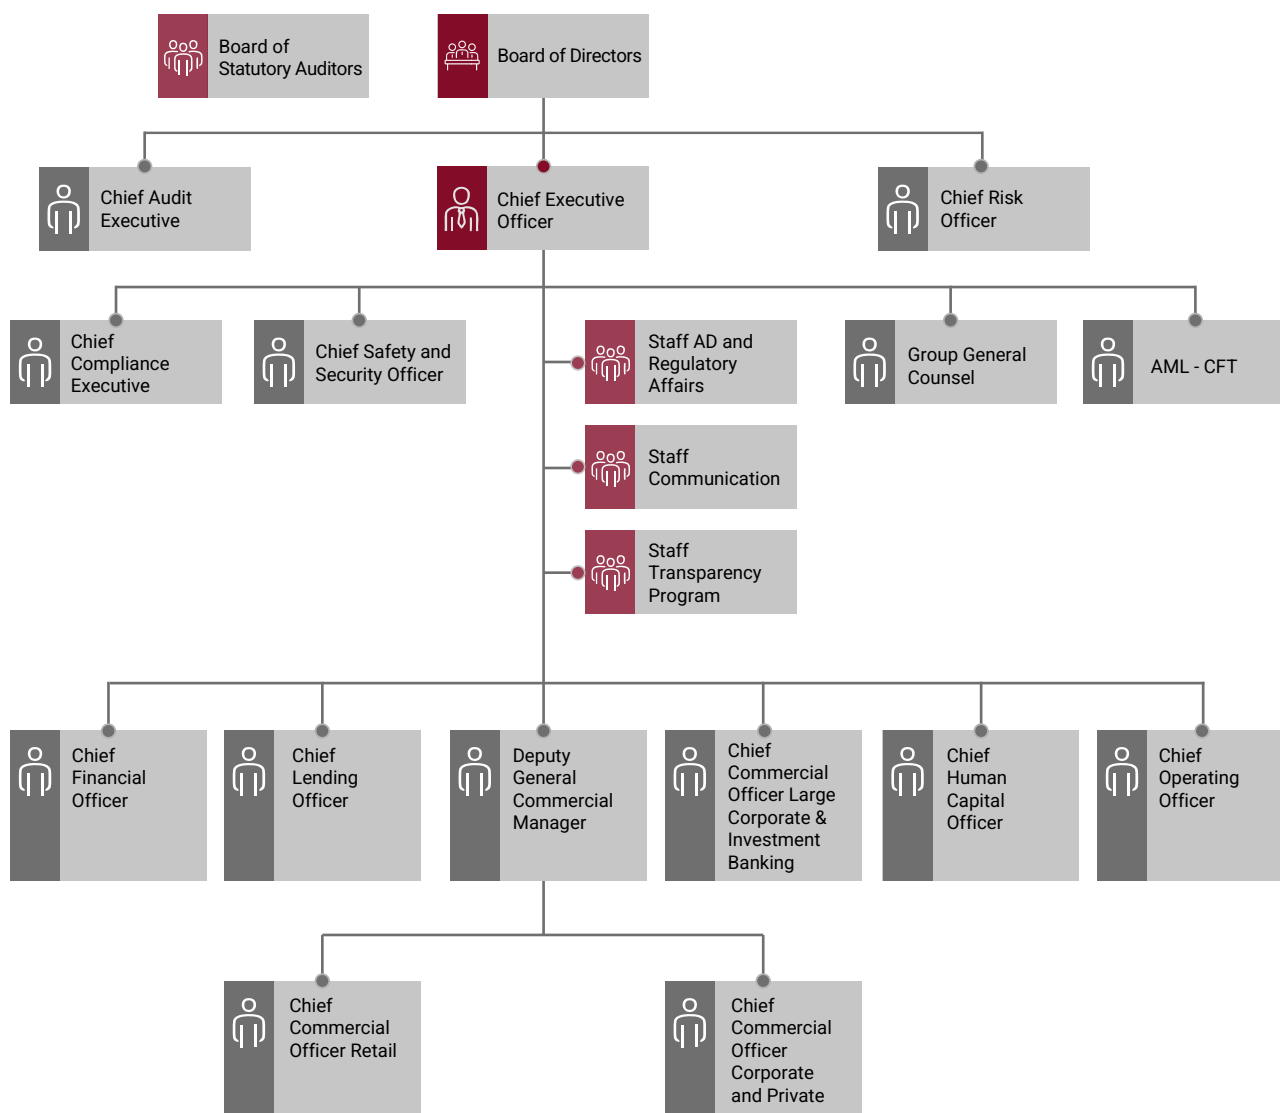 Board of
Statutory Auditors
Board of Directors
Chief Audit
Executive
Chief Executive
Officer
Chief Risk
Officer
Chief
Compliance
Executive
Chief Safety and
Security Officer
Staff AD and
Regulatory
Affairs
Group General
Counsel
AML - CFT
Staff
Communication
Staff
Transparency
Program
Chief
Financial
Officer
Chief
Lending
Officer
Deputy
General
Commercial
Manager
Chief
Commercial
Officer Large
Corporate &
Investment
Banking
Chief
Human
Capital
Officer
Chief
Operating
Officer
Chief
Commercial
Officer Retail
Chief
Commercial
Officer
Corporate
and Private